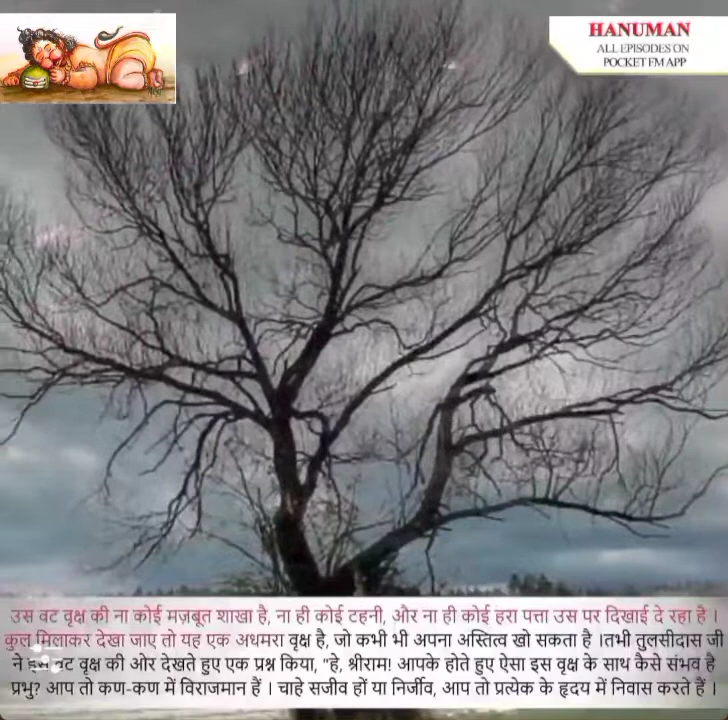 HANUMAN
ALL EPISODES ON
POCKET FM APP
उस वट वृक्ष की ना कोई मज़बूत शाखा है, ना ही कोई टहनी, और ना ही कोई हरा पत्ता उस पर दिखाई दे रहा है ।
कुल मिलाकर देखा जाए तो यह एक अधमरा वृक्ष है, जो कभी भी अपना अस्तित्व खो सकता है ।तभी तुलसीदास जी
ने इस वट वृक्ष की ओर देखते हुए एक प्रश्न किया, "हे, श्रीराम! आपके होते हुए ऐसा इस वृक्ष के साथ कैसे संभव है
प्रभु? आप तो कण-कण में विराजमान हैं । चाहे सजीव हों या निर्जीव, आप तो प्रत्येक के हृदय में निवास करते हैं ।